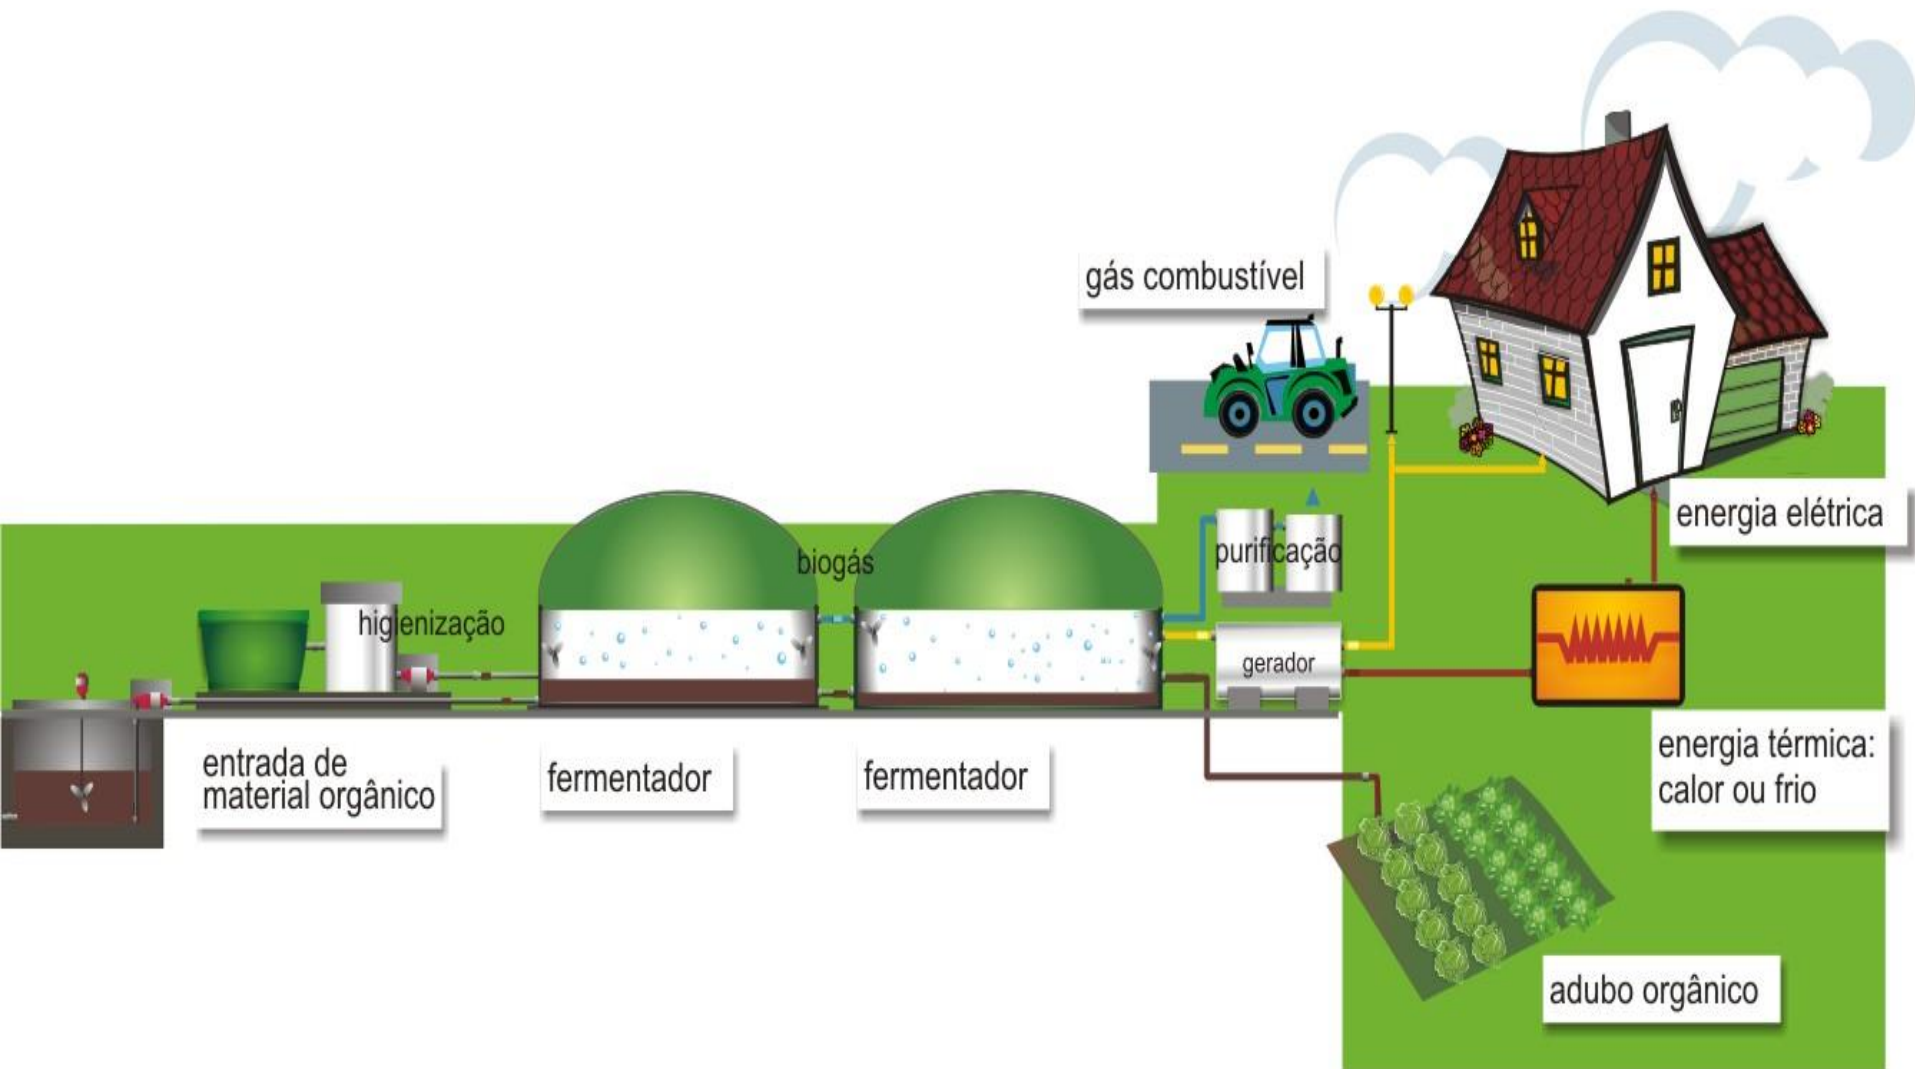 gás combustível
energia elétrica
biogás
purificação
higienização
gerador
entrada de
material orgânico
fermentador
fermentador
energia térmica:
calor ou frio
adubo orgânico